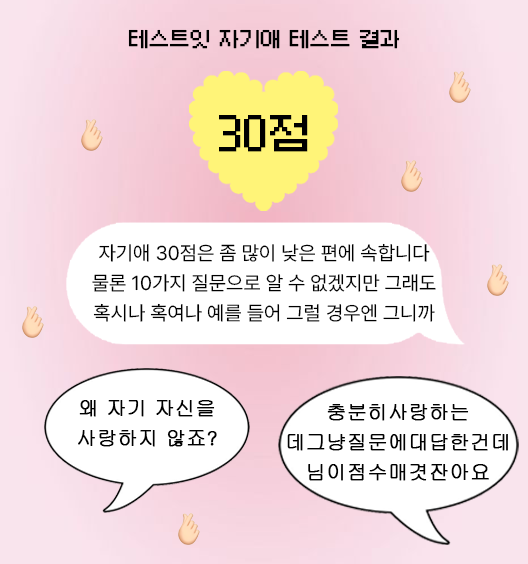 테스트잇 자기애 테스트 결과
30점
자기애 30점은 좀 많이 낮은 편에 속합니다
물론 10가지 질문으로 알 수 없겠지만 그래도
혹시나 혹여나 예를 들어 그럴 경우엔 그니까
왜 자기 자신을
사랑하지 않죠?
충분히사랑하는
데그냥질문에대답한건데
님이점수매겻잔아요